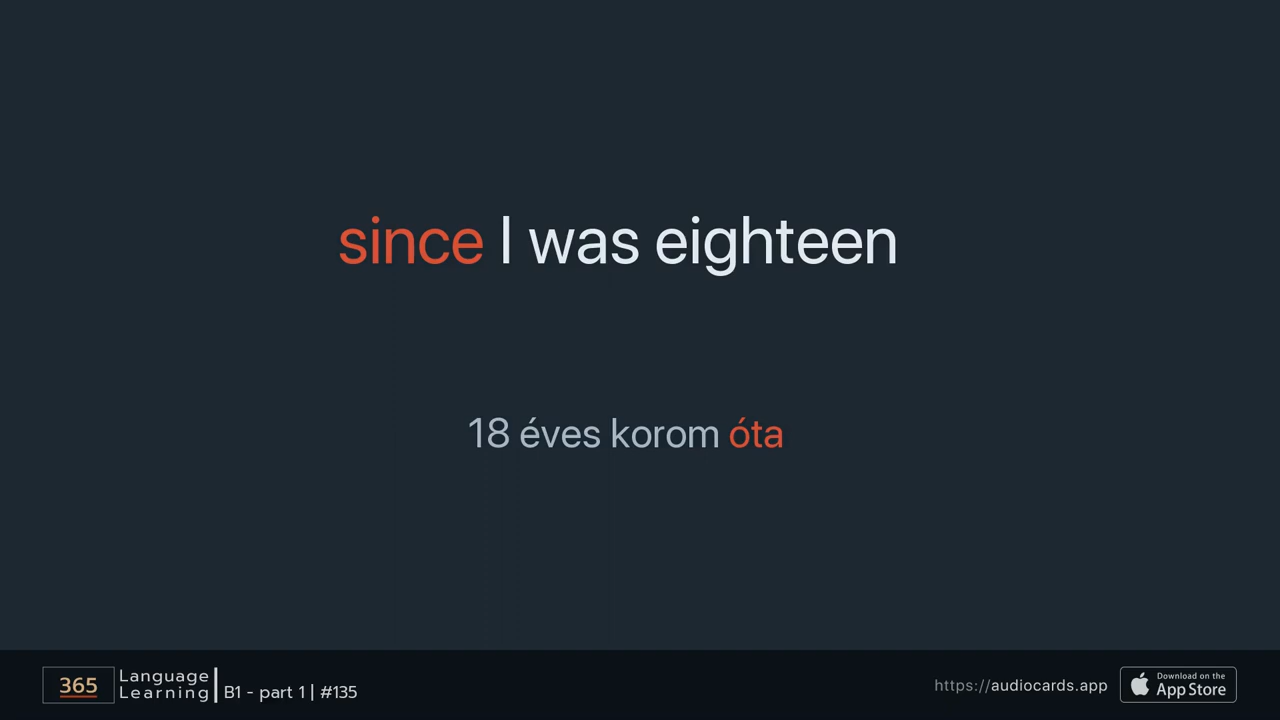 since I was eighteen
18 éves korom óta
365
Language
Learning
B1 - part 1 | #135
https://audiocards.app
Download on the
App Store